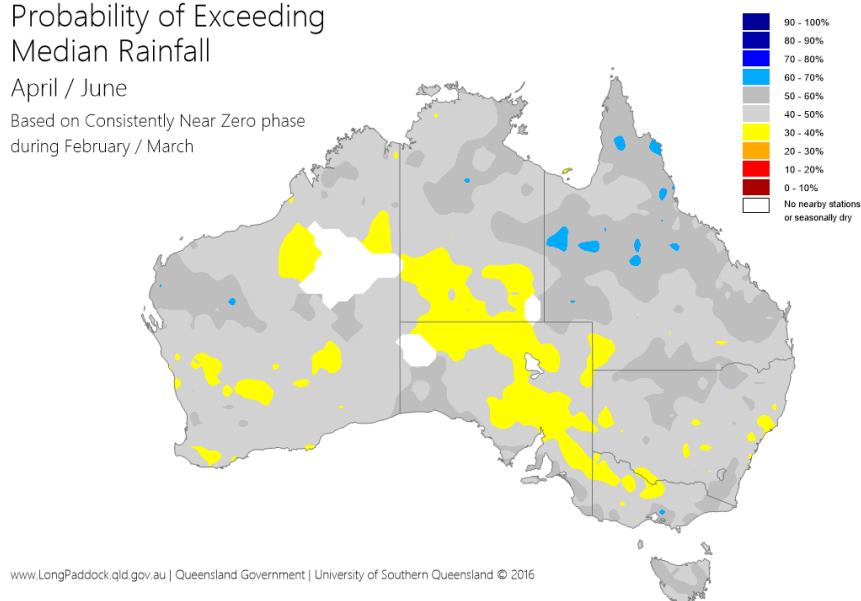 Probability of Exceeding
Median Rainfall
April / June
Based on Consistently Near Zero phase
during February / March
90 - 100%
80 - 90%
70 - 80%
60 - 70%
50 - 60%
40 - 50%
30 - 40%
20 - 30%
10 - 20%
0 - 10%
No nearby stations
or seasonally dry
www.LongPaddock.qld.gov.au | Queensland Government | University of Southern Queensland © 2016